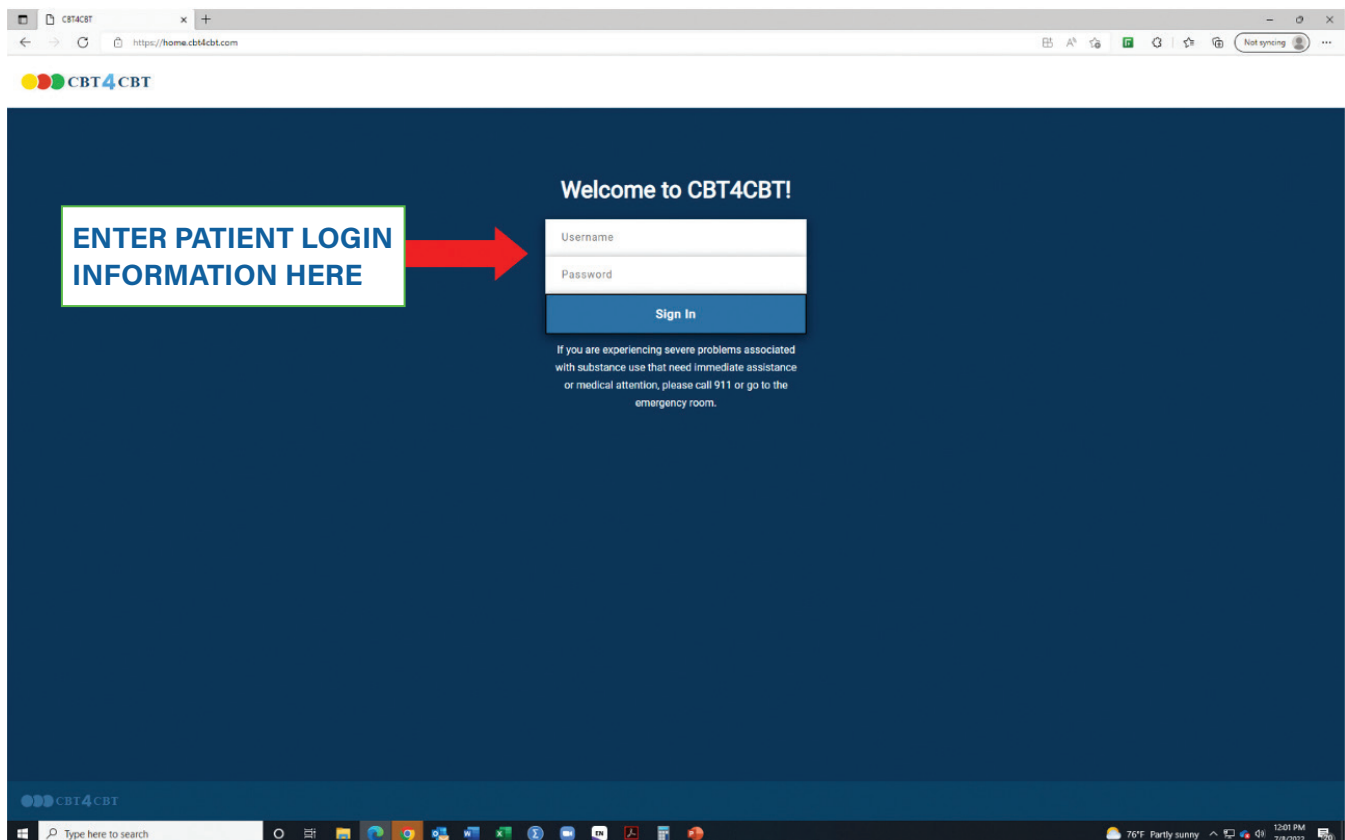 CBT4CBT
https://home.cbt4cbt.com
Not syncing
CBT4CBT
Welcome to CBT4CBT!
ENTER PATIENT LOGIN
INFORMATION HERE
Username
Password
Sign In
If you are experiencing severe problems associated
with substance use that need immediate assistance
or medical attention, please call 911 or go to the
emergency room.
CBT4CBT
Type here to search
76°F Partly sunny
12:01 PM
7/8/2022